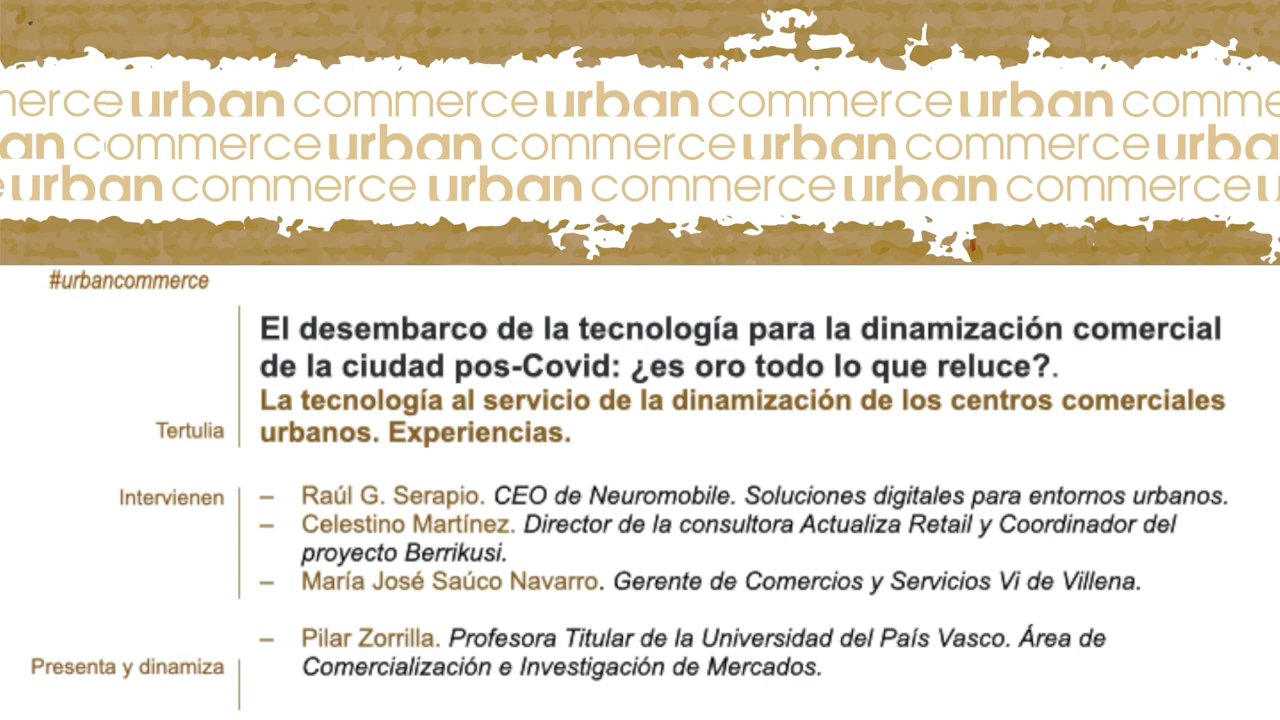 merce urban commerce urban commerce urban comme
an commerce urban commerce urban commerce urba
e urban commerce urban commerce urban commerce u
#urbancommerce
El desembarco de la tecnología para la dinamización comercial
de la ciudad pos-Covid: ¿es oro todo lo que reluce?.
La tecnología al servicio de la dinamización de los centros comerciales
Tertulia urbanos. Experiencias.
Intervienen – Raúl G. Serapio. CEO de Neuromobile. Soluciones digitales para entornos urbanos.
– Celestino Martínez. Director de la consultora Actualiza Retail y Coordinador del
proyecto Berrikusi.
– María José Saúco Navarro. Gerente de Comercios y Servicios Vi de Villena.
– Pilar Zorrilla. Profesora Titular de la Universidad del País Vasco. Área de
Presenta y dinamiza Comercialización e Investigación de Mercados.